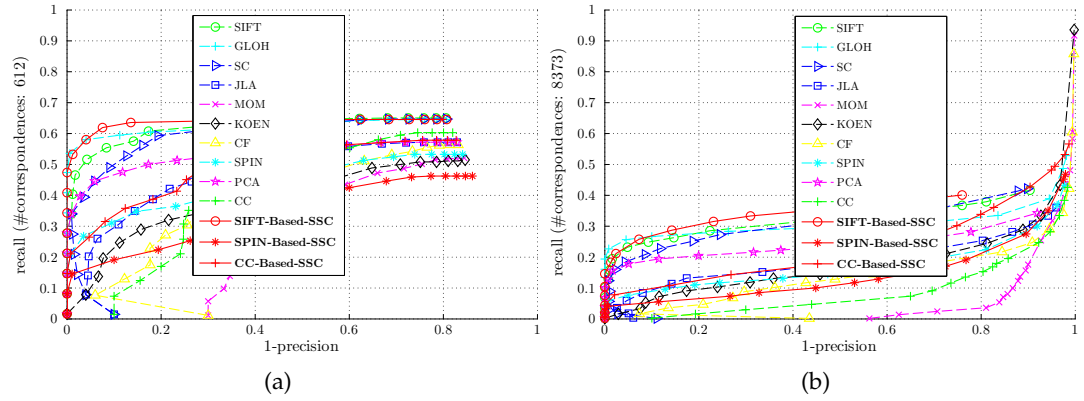 1
0.9
0.8
0.7
0.6
0.5
0.4
0.3
0.2
0.1
0
recall (#correspondences: 612)
0 0.2 0.4 0.6 0.8 1
1-precision
SIFT
GLOH
SC
JLA
MOM
KOEN
CF
SPIN
PCA
CC
SIFT-Based-SSC
SPIN-Based-SSC
CC-Based-SSC
(a)
1
0.9
0.8
0.7
0.6
0.5
0.4
0.3
0.2
0.1
0
recall (#correspondences: 8373)
0 0.2 0.4 0.6 0.8 1
1-precision
SIFT
GLOH
SC
JLA
MOM
KOEN
CF
SPIN
PCA
CC
SIFT-Based-SSC
SPIN-Based-SSC
CC-Based-SSC
(b)